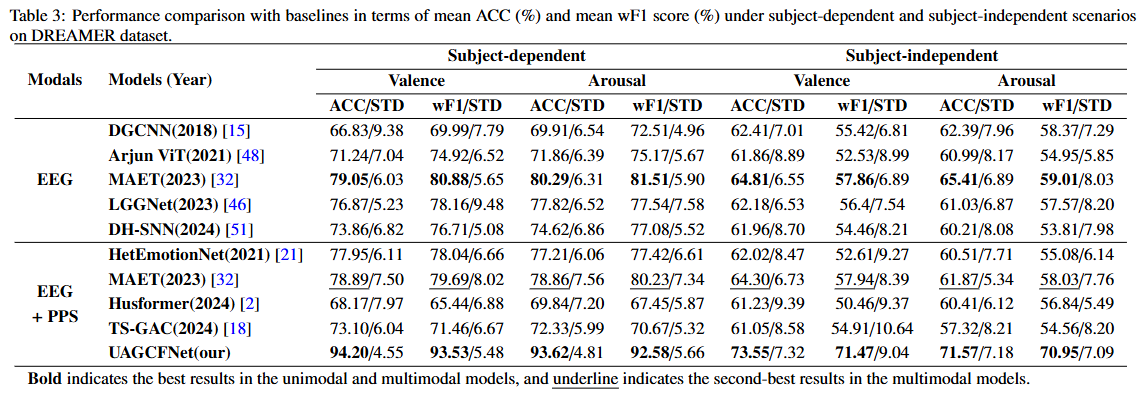 Table 3: Performance comparison with baselines in terms of mean ACC (%) and mean wF1 score (%) under subject-dependent and subject-independent scenarios
on DREAMER dataset.
Subject-dependent Subject-independent
Modals Models (Year) Valence Arousal Valence Arousal
ACC/STD wF1/STD ACC/STD wF1/STD ACC/STD wF1/STD ACC/STD wF1/STD
DGCNN(2018) [15] 66.83/9.38 69.99/7.79 69.91/6.54 72.51/4.96 62.41/7.01 55.42/6.81 62.39/7.96 58.37/7.29
Arjun ViT(2021) [48] 71.24/7.04 74.92/6.52 71.86/6.39 75.17/5.67 61.86/8.89 52.53/8.99 60.99/8.17 54.95/5.85
EEG MAET(2023) [32] 79.05/6.03 80.88/5.65 80.29/6.31 81.51/5.90 64.81/6.55 57.86/6.89 65.41/6.89 59.01/8.03
LGGNet(2023) [46] 76.87/5.23 78.16/9.48 77.82/6.22 77.54/7.58 62.18/6.53 56.4/7.54 61.03/6.87 57.57/8.20
DH-SNN(2024) [51] 73.86/6.82 76.71/5.08 74.62/6.86 77.08/5.52 61.96/8.70 54.46/8.21 60.21/8.08 53.81/7.98
HetEmotionNet(2021) [21] 77.95/6.11 78.04/6.66 77.21/6.06 77.42/6.61 62.02/8.47 52.61/9.27 60.51/7.71 55.08/6.14
EEG MAET(2023) [32] 78.89/7.50 79.69/8.02 78.86/7.56 80.23/7.34 64.30/6.73 57.94/8.39 61.87/5.34 58.03/7.76
+ PPS Husformer(2024) [2] 68.17/7.97 65.44/6.88 69.84/7.20 67.45/5.87 61.23/9.39 50.46/9.37 60.41/6.12 56.84/5.49
TS-GAC(2024) [18] 73.10/6.04 71.46/6.67 72.33/5.99 70.67/5.32 61.05/8.58 54.91/10.64 57.32/8.21 54.56/8.20
UAGCFNet(our) 94.20/4.55 93.53/5.48 93.62/4.81 92.58/5.66 73.55/7.32 71.47/9.04 71.57/7.18 70.95/7.09
Bold indicates the best results in the unimodal and multimodal models, and underline indicates the second-best results in the multimodal models.